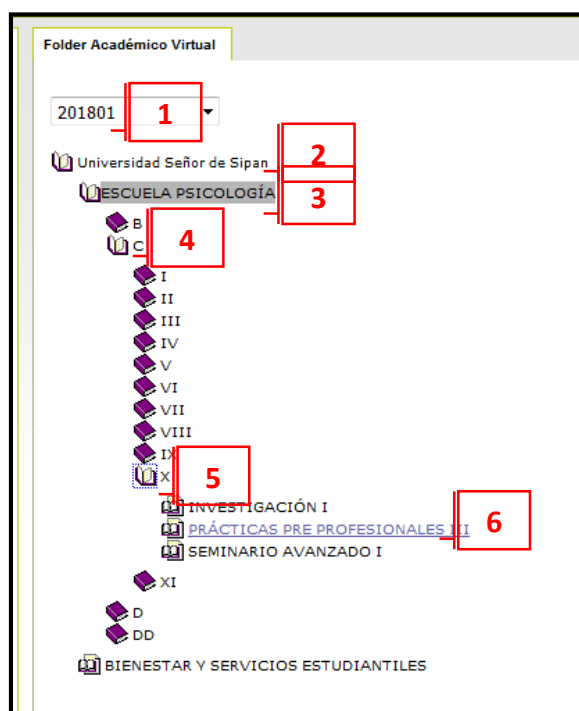 Folder Académico Virtual
201801 1
Universidad Señor de Sipan 2
ESCUELA PSICOLOGÍA 3
B
C 4
I
II
III
IV
V
VI
VII
VIII
IX
X 5
INVESTIGACIÓN I
PRÁCTICAS PRE PROFESIONALES III 6
SEMINARIO AVANZADO I
XI
D
DD
BIENESTAR Y SERVICIOS ESTUDIANTILES